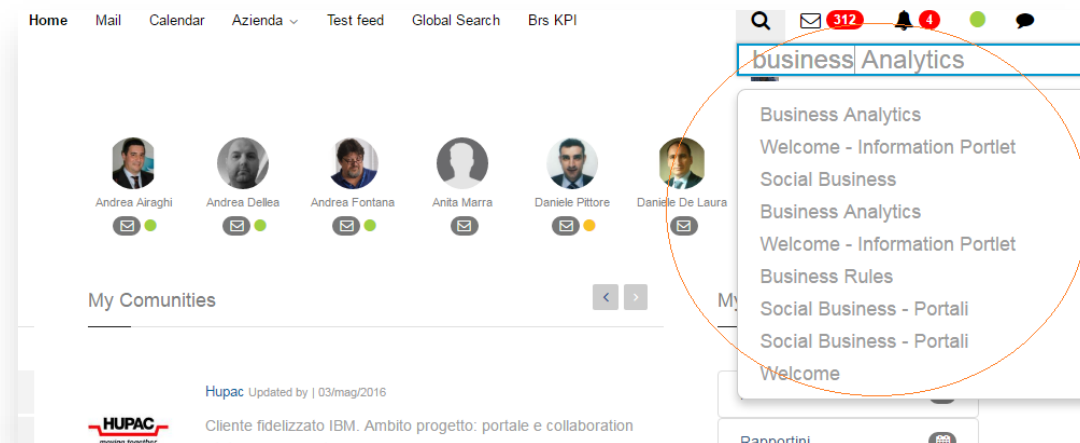 Home Mail Calendar Azienda Test feed Global Search Brs KPI 312 4
business Analytics
Business Analytics
Welcome - Information Portlet
Social Business
Business Analytics
Welcome - Information Portlet
Business Rules
Social Business - Portali
Social Business - Portali
Welcome
Andrea Airaghi Andrea Dellea Andrea Fontana Anita Marra Daniele Pittore Daniele De Laura
My Comunities
My
Hupac Updated by | 03/mag/2016
HUPAC
moving together
Cliente fidelizzato IBM. Ambito progetto: portale e collaboration
Rapportini